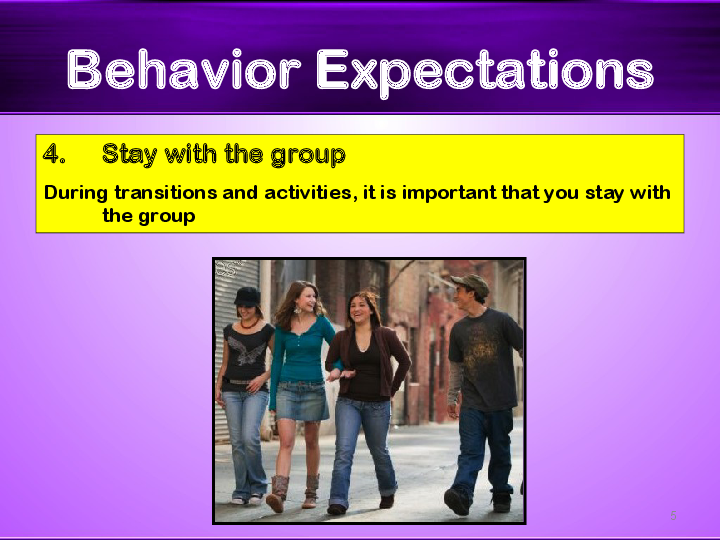 Behavior Expectations
4. Stay with the group
During transitions and activities, it is important that you stay with
the group
5